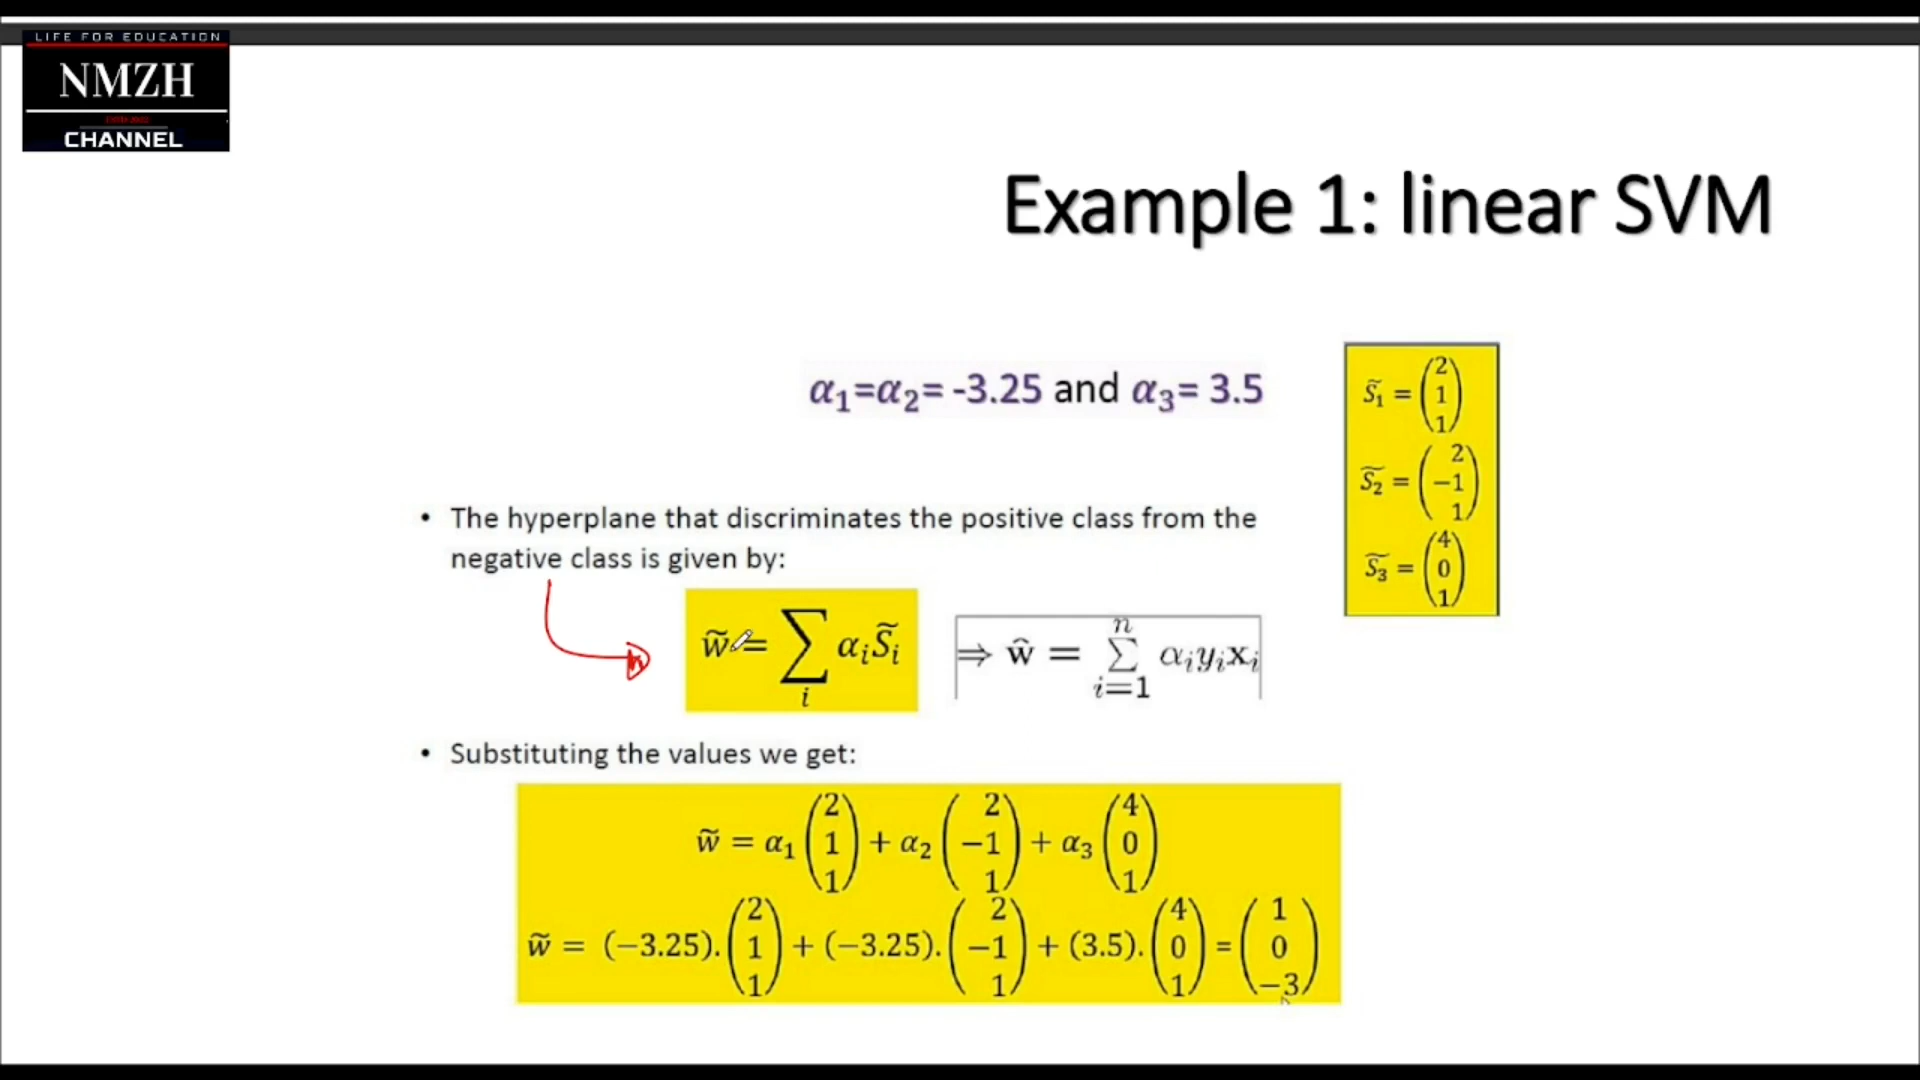 LIFE FOR EDUCATION
NMZH
CHANNEL
Example 1: linear SVM
α₁=α₂= -3.25 and α₃= 3.5
S̃₁ = (2 1 1)
S̃₂ = (2 −1 1)
S̃₃ = (4 0 1)
• The hyperplane that discriminates the positive class from the
negative class is given by:
w̃ = ∑ᵢ αᵢS̃ᵢ
⇒ ŵ = ∑ⁿᵢ₌₁ αᵢyᵢxᵢ
• Substituting the values we get:
w̃ = α₁ (2 1 1) + α₂ (2 −1 1) + α₃ (4 0 1)
w̃ = (−3.25). (2 1 1) + (−3.25). (2 −1 1) + (3.5). (4 0 1) = (1 0 −3)